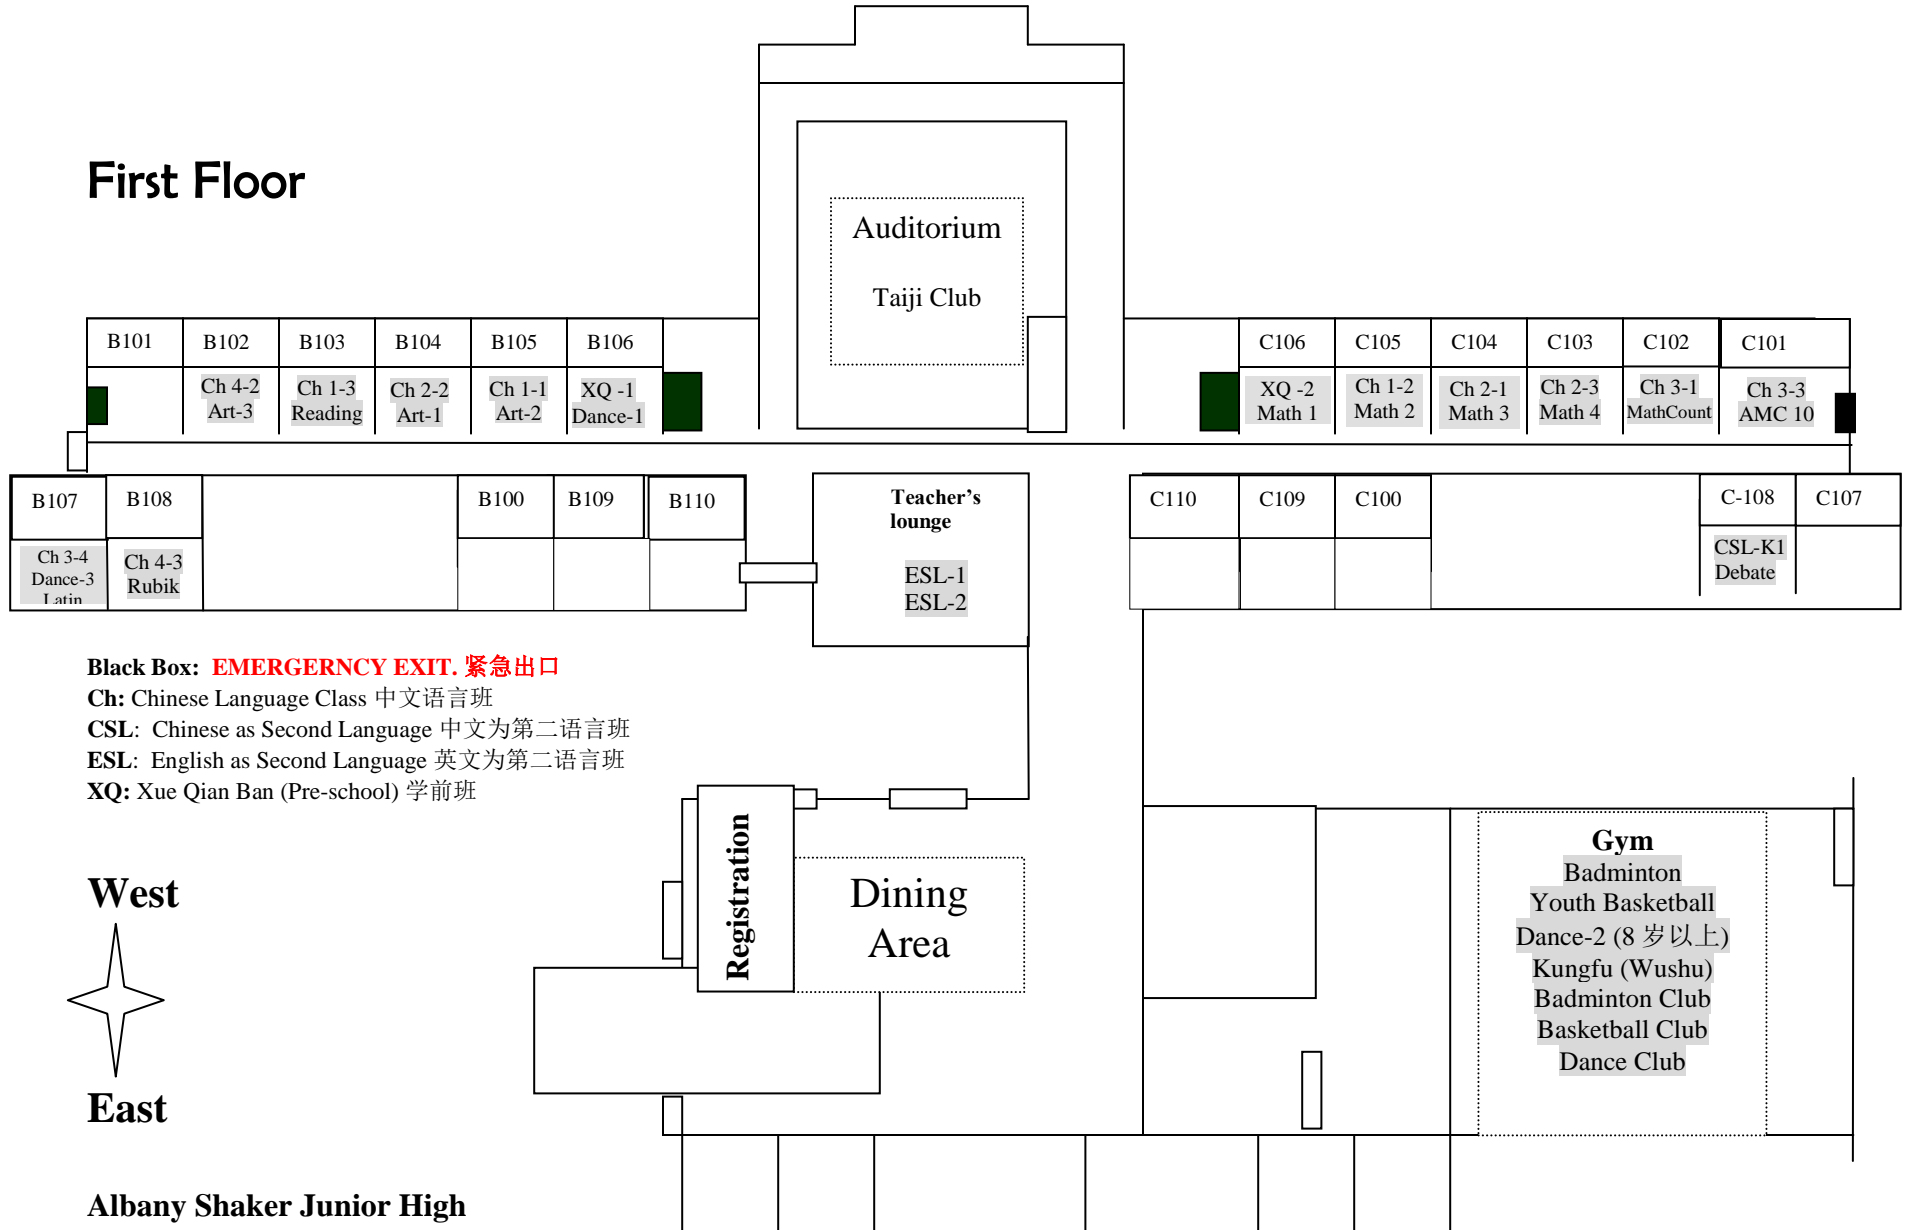 First Floor
Auditorium
Taiji Club
B101
B102
B103
B104
B105
B106
Ch 4-2
Art-3
Ch 1-3
Reading
Ch 2-2
Art-1
Ch 1-1
Art-2
XQ -1
Dance-1
C106
C105
C104
C103
C102
C101
XQ -2
Math 1
Ch 1-2
Math 2
Ch 2-1
Math 3
Ch 2-3
Math 4
Ch 3-1
MathCount
Ch 3-3
AMC 10
B107
B108
B100
B109
B110
Ch 3-4
Dance-3
Latin
Ch 4-3
Rubik
Teacher’s
lounge
ESL-1
ESL-2
C110
C109
C100
C-108
C107
CSL-K1
Debate
Black Box: EMERGERNCY EXIT. 紧急出口
Ch: Chinese Language Class 中文语言班
CSL: Chinese as Second Language 中文为第二语言班
ESL: English as Second Language 英文为第二语言班
XQ: Xue Qian Ban (Pre-school) 学前班
West
East
Registration
Dining
Area
Gym
Badminton
Youth Basketball
Dance-2 (8 岁以上)
Kungfu (Wushu)
Badminton Club
Basketball Club
Dance Club
Albany Shaker Junior High